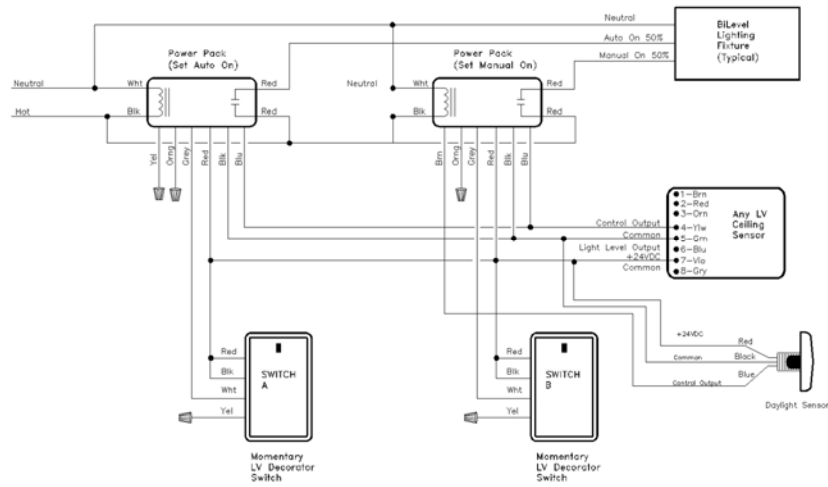 Neutral
BiLevel
Lighting
Fixture
(Typical)
Auto On 50%
Manual On 50%
Power Pack
(Set Auto On)
Power Pack
(Set Manual On)
Neutral
Wht
Red
Neutral
Wht
Red
Hot
Blk
Red
Blk
Red
Yel
Orng
Grey
Red
Blk
Blu
Brn
Orng
Grey
Red
Blk
Blu
1-Brn
2-Red
3-Orn
4-Ylw
5-Grn
6-Blu
7-Vlo
8-Gry
Any LV
Ceiling
Sensor
Control Output
Common
Light Level Output
+24VDC
Common
+24VDC
Red
Common
Black
Blue
Control Output
Daylight Sensor
Red
Blk
Wht
Yel
SWITCH
A
Red
Blk
Wht
Yel
SWITCH
B
Momentary
LV Decorator
Switch
Momentary
LV Decorator
Switch